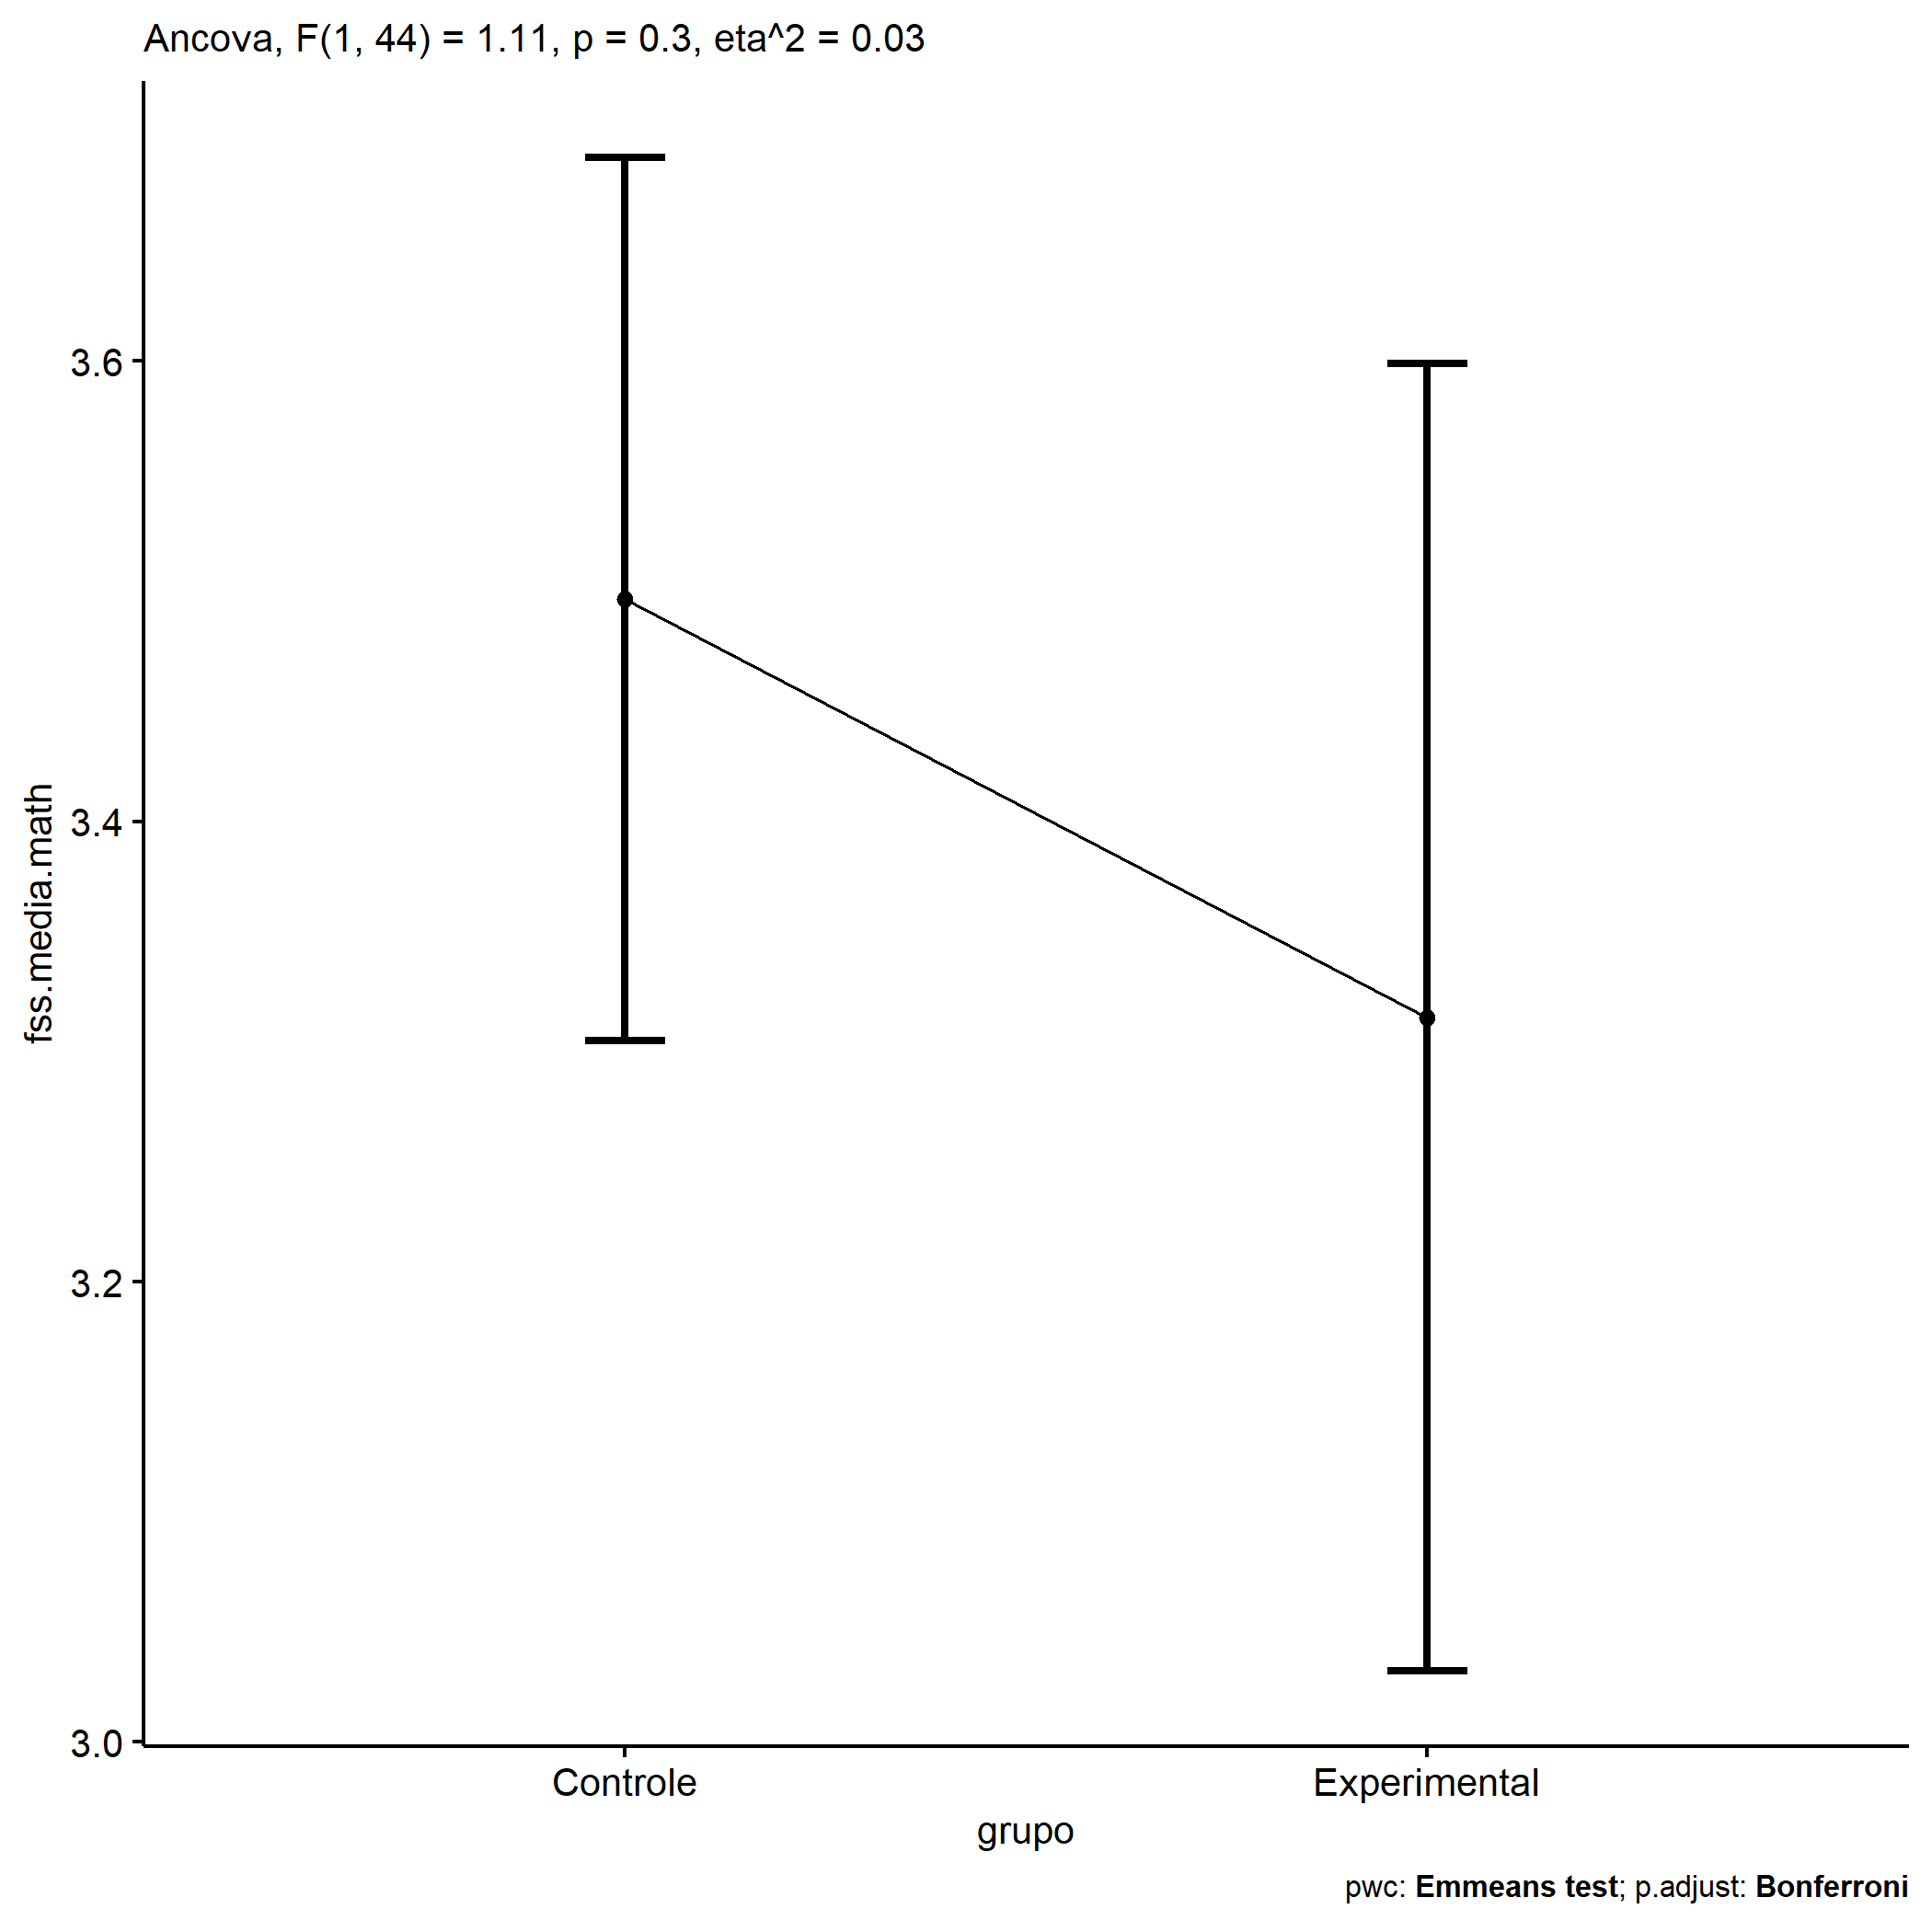 Ancova, F(1, 44) = 1.11, p = 0.3, eta^2 = 0.03
fss.media.math
3.6
3.4
3.2
3.0
Controle
Experimental
grupo
pwc: Emmeans test; p.adjust: Bonferroni